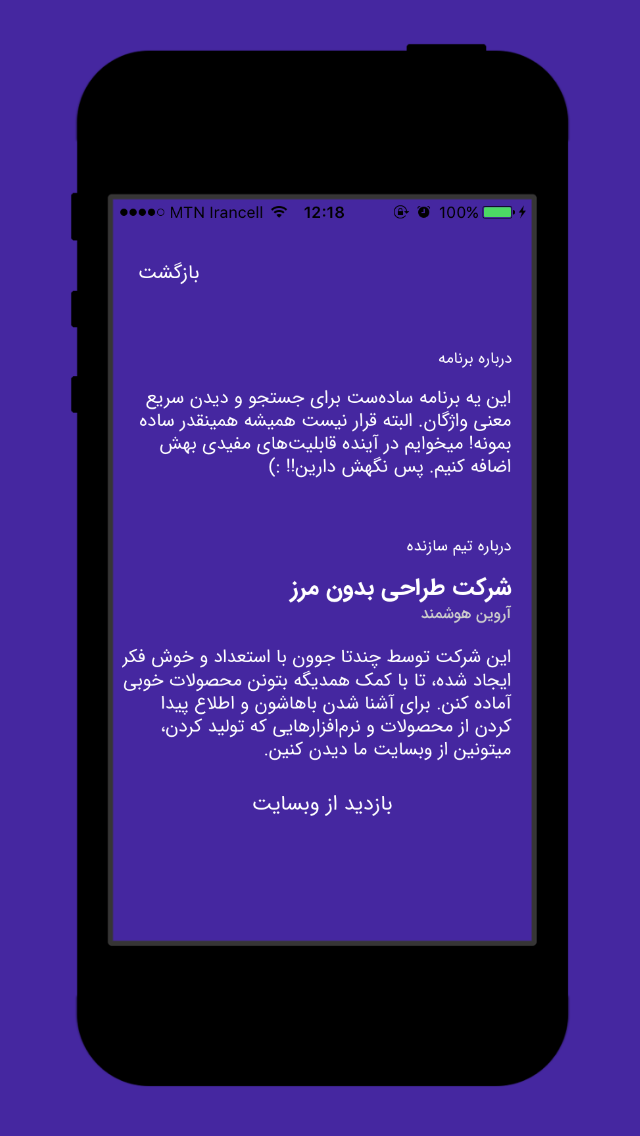 MTN Irancell 12:18 100%
بازگشت
درباره برنامه
این یه برنامه ساده‌ست برای جستجو و دیدن سریع
معنی واژگان. البته قرار نیست همیشه همینقدر ساده
بمونه! میخوایم در آینده قابلیت‌های مفیدی بهش
اضافه کنیم. پس نگهش دارین!! :)
درباره تیم سازنده
شرکت طراحی بدون مرز
آروین هوشمند
این شرکت توسط چندتا جوون با استعداد و خوش فکر
ایجاد شده، تا با کمک همدیگه بتونن محصولات خوبی
آماده کنن. برای آشنا شدن باهاشون و اطلاع پیدا
کردن از محصولات و نرم‌افزارهایی که تولید کردن،
میتونین از وبسایت ما دیدن کنین.
بازدید از وبسایت